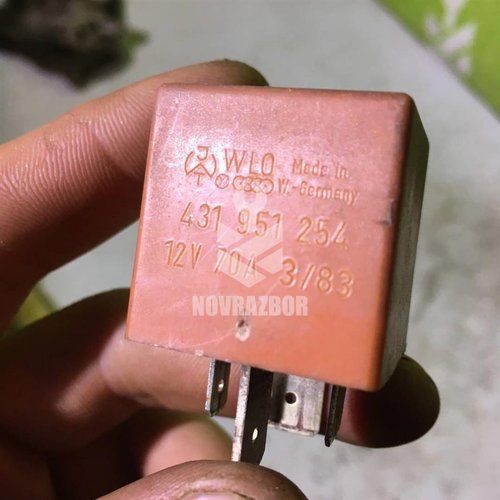 WLO Made in
W.-Germany
431 951 254
12V 70A 3/83
NOVRAZBOR